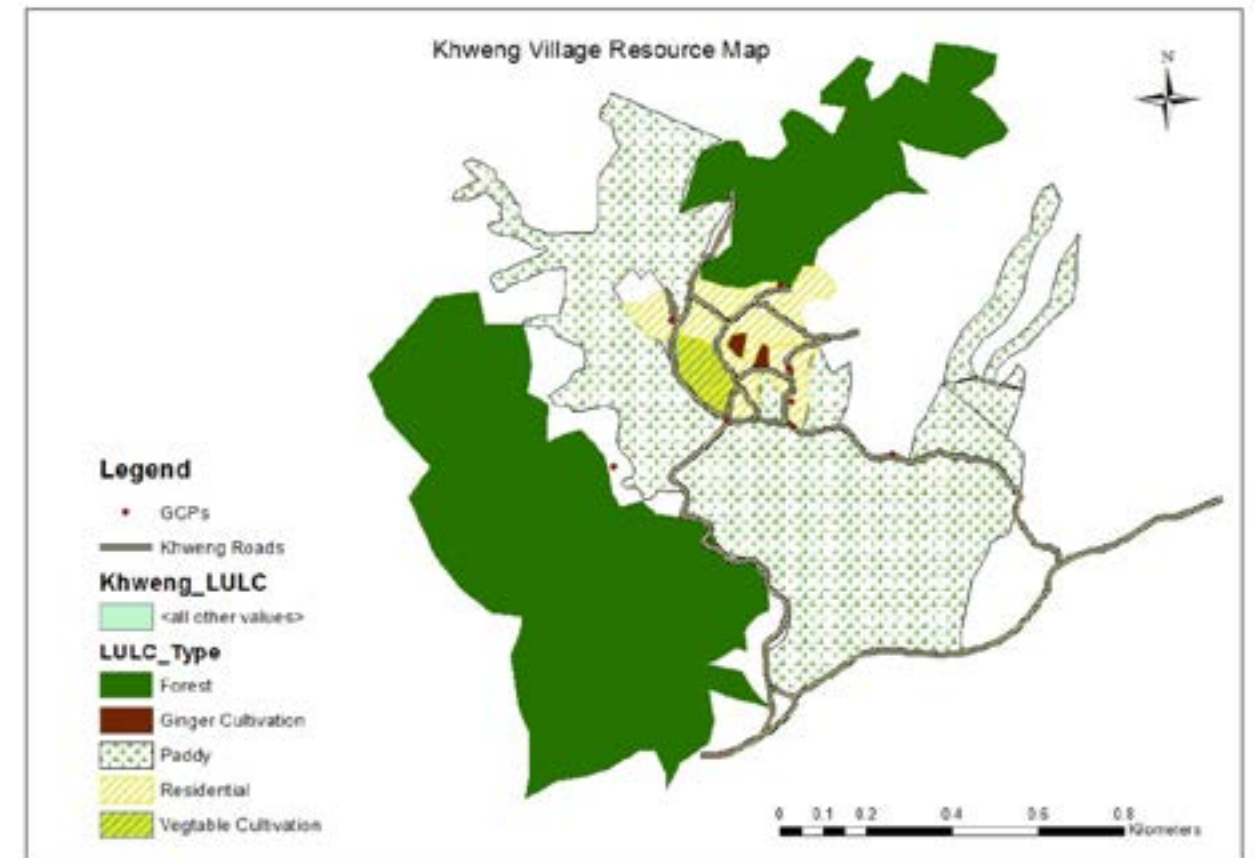 Khweng Village Resource Map
N
Legend
GCPs
Khweng Roads
Khweng_LULC
<all other values>
LULC_Type
Forest
Ginger Cultivation
Paddy
Residential
Vegtable Cultivation
0 0.1 0.2 0.4 0.6 0.8
Kilometers